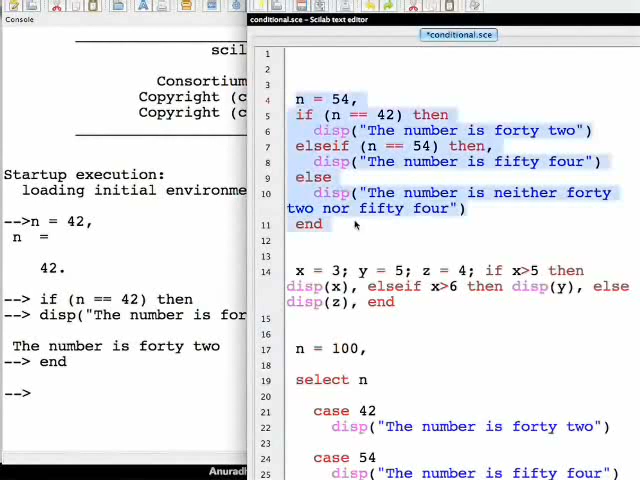 Console
scil
Consortium
Copyright (c
Copyright (c
Startup execution:
loading initial environme
-->n = 42,
n =
42.
--> if (n == 42) then
--> disp("The number is for
The number is forty two
--> end
-->
Anuradh
conditional.sce - Scilab text editor
*conditional.sce
1
2
3
4 n = 54,
5 if (n == 42) then
6 disp("The number is forty two")
7 elseif (n == 54) then,
8 disp("The number is fifty four")
9 else
10 disp("The number is neither forty
two nor fifty four")
11 end
12
13
14 x = 3; y = 5; z = 4; if x>5 then
disp(x), elseif x>6 then disp(y), else
disp(z), end
15
16
17 n = 100,
18
19 select n
20
21 case 42
22 disp("The number is forty two")
23
24 case 54
25 disp("The number is fifty four")